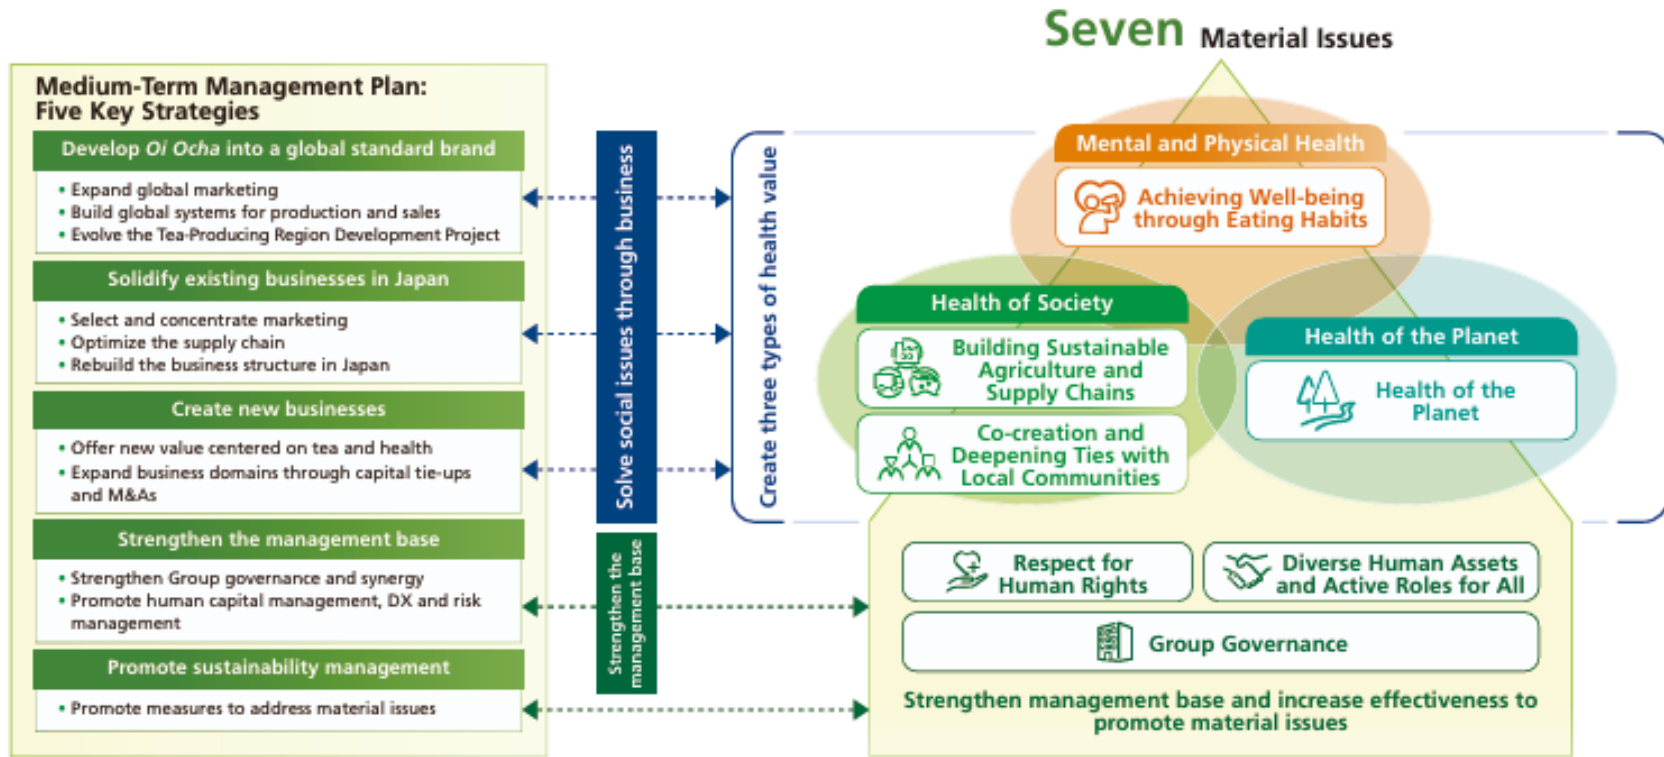 Seven Material Issues
Medium-Term Management Plan:
Five Key Strategies
Develop Oi Ocha into a global standard brand
• Expand global marketing
• Build global systems for production and sales
• Evolve the Tea-Producing Region Development Project
Solidify existing businesses in Japan
• Select and concentrate marketing
• Optimize the supply chain
• Rebuild the business structure in Japan
Create new businesses
• Offer new value centered on tea and health
• Expand business domains through capital tie-ups
and M&As
Strengthen the management base
• Strengthen Group governance and synergy
• Promote human capital management, DX and risk
management
Promote sustainability management
• Promote measures to address material issues
Solve social issues through business
Strengthen the
management base
Create three types of health value
Mental and Physical Health
Achieving Well-being
through Eating Habits
Health of Society
Building Sustainable
Agriculture and
Supply Chains
Co-creation and
Deepening Ties with
Local Communities
Health of the Planet
Health of the
Planet
Respect for
Human Rights
Diverse Human Assets
and Active Roles for All
Group Governance
Strengthen management base and increase effectiveness to
promote material issues